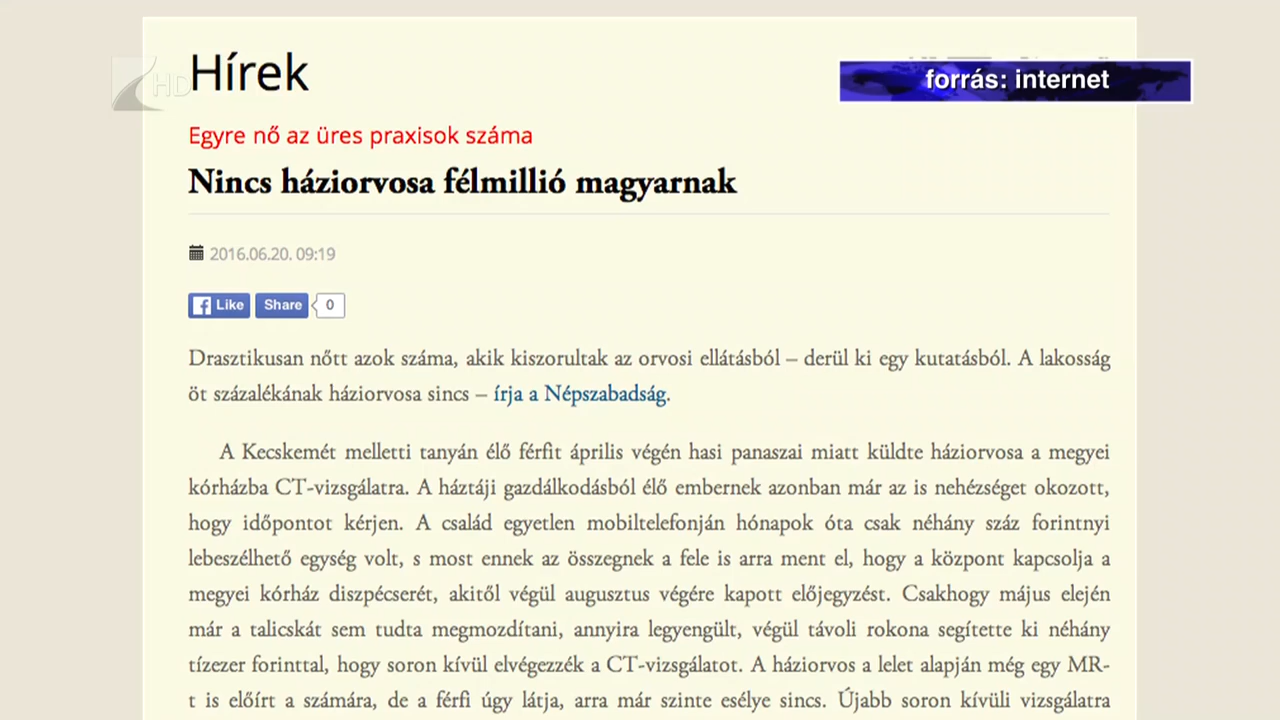 Hírek
HD
forrás: internet
Egyre nő az üres praxisok száma
Nincs háziorvosa félmillió magyarnak
2016.06.20. 09:19
Like Share 0
Drasztikusan nőtt azok száma, akik kiszorultak az orvosi ellátásból – derül ki egy kutatásból. A lakosság
öt százalékának háziorvosa sincs – írja a Népszabadság.
A Kecskemét melletti tanyán élő férfit április végén hasi panaszai miatt küldte háziorvosa a megyei
kórházba CT-vizsgálatra. A háztáji gazdálkodásból élő embernek azonban már az is nehézséget okozott,
hogy időpontot kérjen. A család egyetlen mobiltelefonján hónapok óta csak néhány száz forintnyi
lebeszélhető egység volt, s most ennek az összegnek a fele is arra ment el, hogy a központ kapcsolja a
megyei kórház diszpécserét, akitől végül augusztus végére kapott előjegyzést. Csakhogy május elején
már a talicskát sem tudta megmozdítani, annyira legyengült, végül távoli rokona segítette ki néhány
tízezer forinttal, hogy soron kívül elvégezzék a CT-vizsgálatot. A háziorvos a lelet alapján még egy MR-
t is előírt a számára, de a férfi úgy látja, arra már szinte esélye sincs. Újabb soron kívüli vizsgálatra